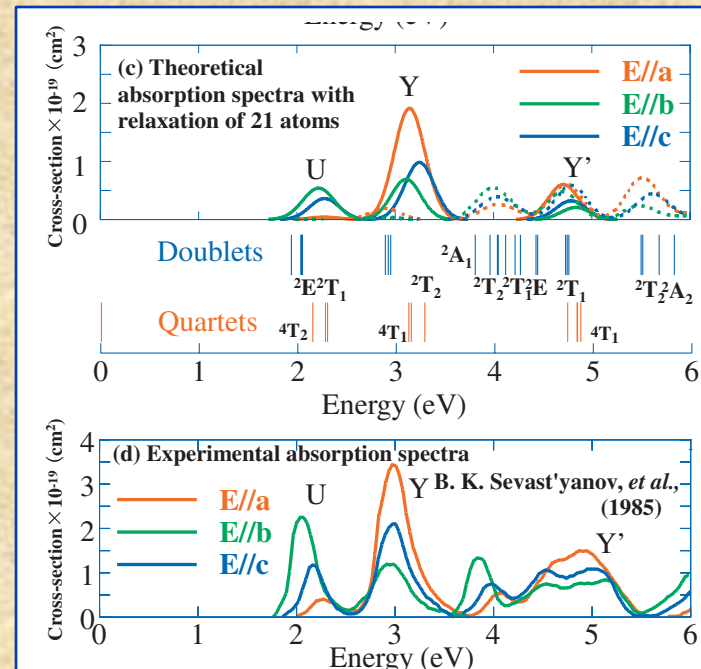 Energy (eV)
Cross-section×10⁻¹⁹ (cm²)
3
2
1
0
(c) Theoretical
absorption spectra with
relaxation of 21 atoms
E//a
E//b
E//c
U
Y
Y'
Doublets
²E²T₁
²T₂
²A₁
²T₂
²T₁
²E
²T₁
²T₂²A₂
Quartets
⁴T₂
⁴T₁
⁴T₁
0 1 2 3 4 5 6
Energy (eV)
Cross-section×10⁻¹⁹ (cm²)
4
3
2
1
0
(d) Experimental absorption spectra
B. K. Sevast'yanov, et al.,
(1985)
E//a
E//b
E//c
U
Y
Y'
0 1 2 3 4 5 6
Energy (eV)